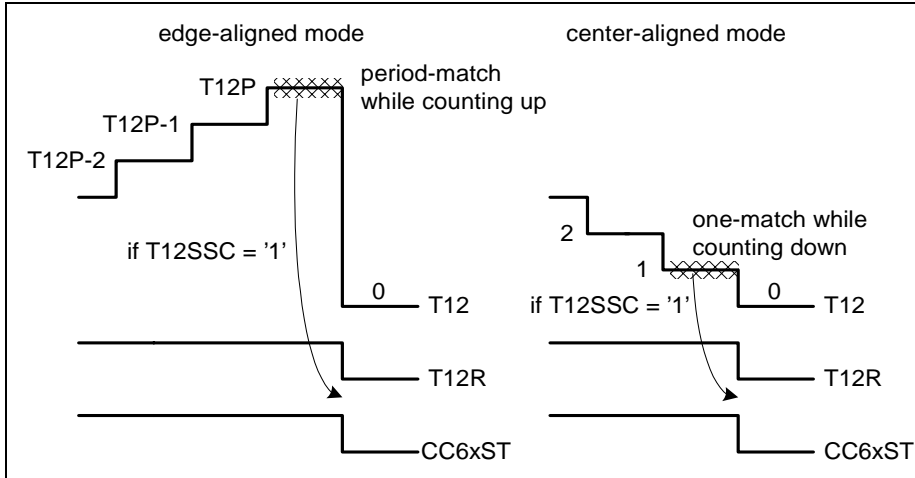 edge-aligned mode
T12P
period-match
while counting up
T12P-1
T12P-2
if T12SSC = '1'
0
T12
T12R
CC6xST
center-aligned mode
2
one-match while
counting down
1
0
if T12SSC = '1'
T12
T12R
CC6xST